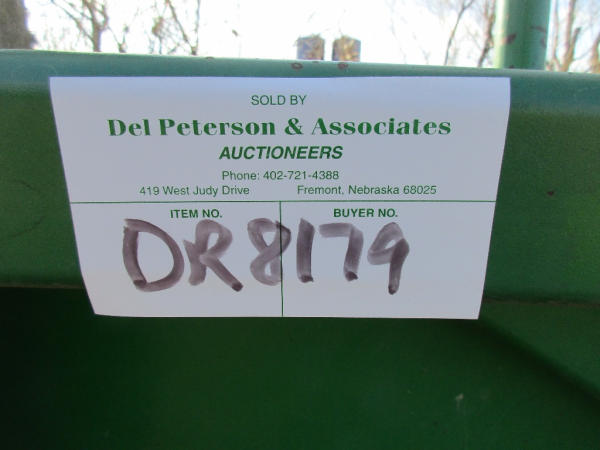 SOLD BY
Del Peterson & Associates
AUCTIONEERS
Phone: 402-721-4388
419 West Judy Drive Fremont, Nebraska 68025
ITEM NO. BUYER NO.
DR8179